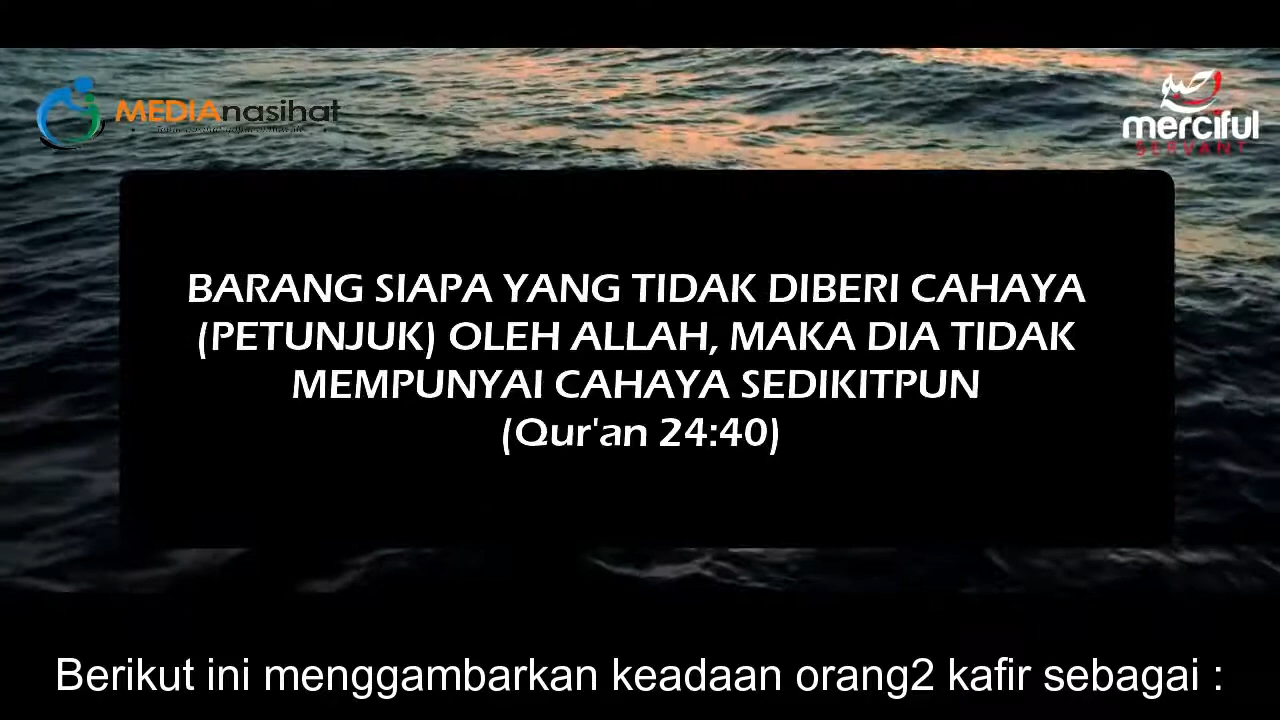 MEDIAnasihat
merciful
SERVANT
BARANG SIAPA YANG TIDAK DIBERI CAHAYA
(PETUNJUK) OLEH ALLAH, MAKA DIA TIDAK
MEMPUNYAI CAHAYA SEDIKITPUN
(Qur'an 24:40)
Berikut ini menggambarkan keadaan orang2 kafir sebagai :